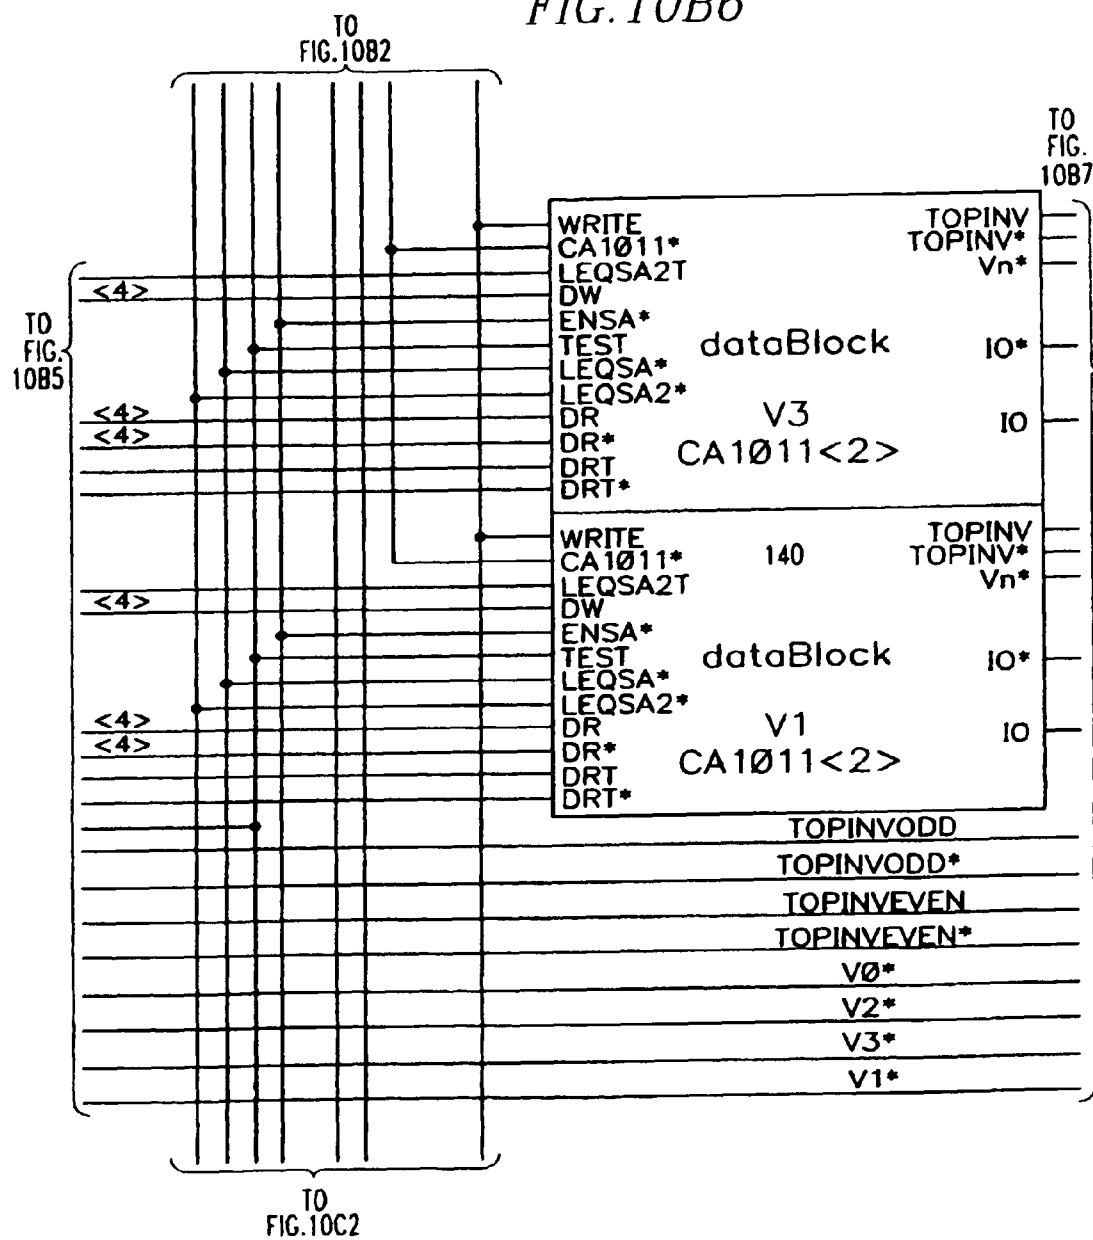 FIG. 10B6
TO
FIG.10B2
TO
FIG.
10B7
TO
FIG.
10B5
WRITE
CA1Ø11*
LEQSA2T
<4>
DW
ENSA*
TEST
LEQSA*
LEQSA2*
<4>
DR
<4>
DR*
DRT
DRT*
dataBlock
V3
CA1Ø11<2>
TOPINV
TOPINV*
Vn*
IO*
IO
WRITE
CA1Ø11*
LEQSA2T
<4>
DW
ENSA*
TEST
LEQSA*
LEQSA2*
<4>
DR
<4>
DR*
DRT
DRT*
140
dataBlock
V1
CA1Ø11<2>
TOPINV
TOPINV*
Vn*
IO*
IO
TOPINVODD
TOPINVODD*
TOPINVEVEN
TOPINVEVEN*
VØ*
V2*
V3*
V1*
TO
FIG.10C2